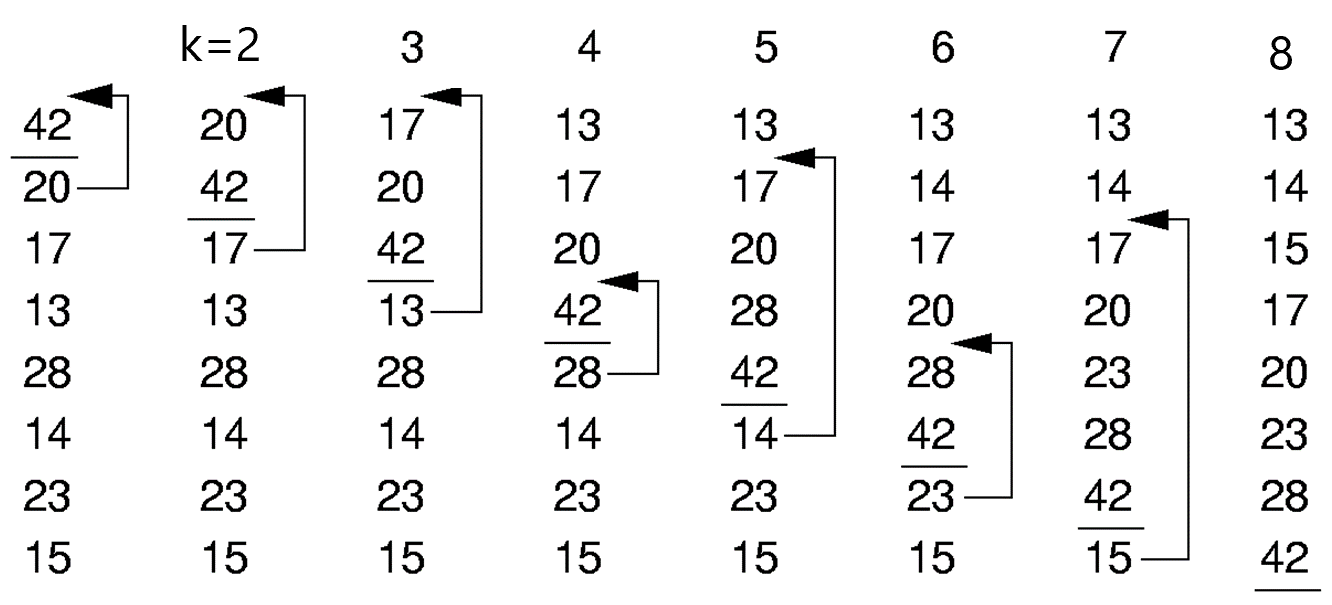 k=2 3 4 5 6 7 8
42 20 17 13 13 13 13 13
20 42 20 17 17 14 14 14
17 17 42 20 20 17 17 15
13 13 13 42 28 20 20 17
28 28 28 28 42 28 23 20
14 14 14 14 14 42 28 23
23 23 23 23 23 23 42 28
15 15 15 15 15 15 15 42